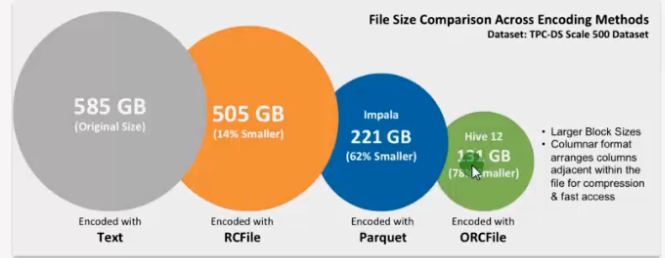 File Size Comparison Across Encoding Methods
Dataset: TPC-DS Scale 500 Dataset
585 GB
(Original Size)
505 GB
(14% Smaller)
Impala
221 GB
(62% Smaller)
Hive 12
131 GB
Smaller)
• Larger Block Sizes
• Columnar format
arranges columns
adjacent within the
file for compression
& fast access
Encoded with
Text
Encoded with
RCFile
Encoded with
Parquet
Encoded with
ORCFile